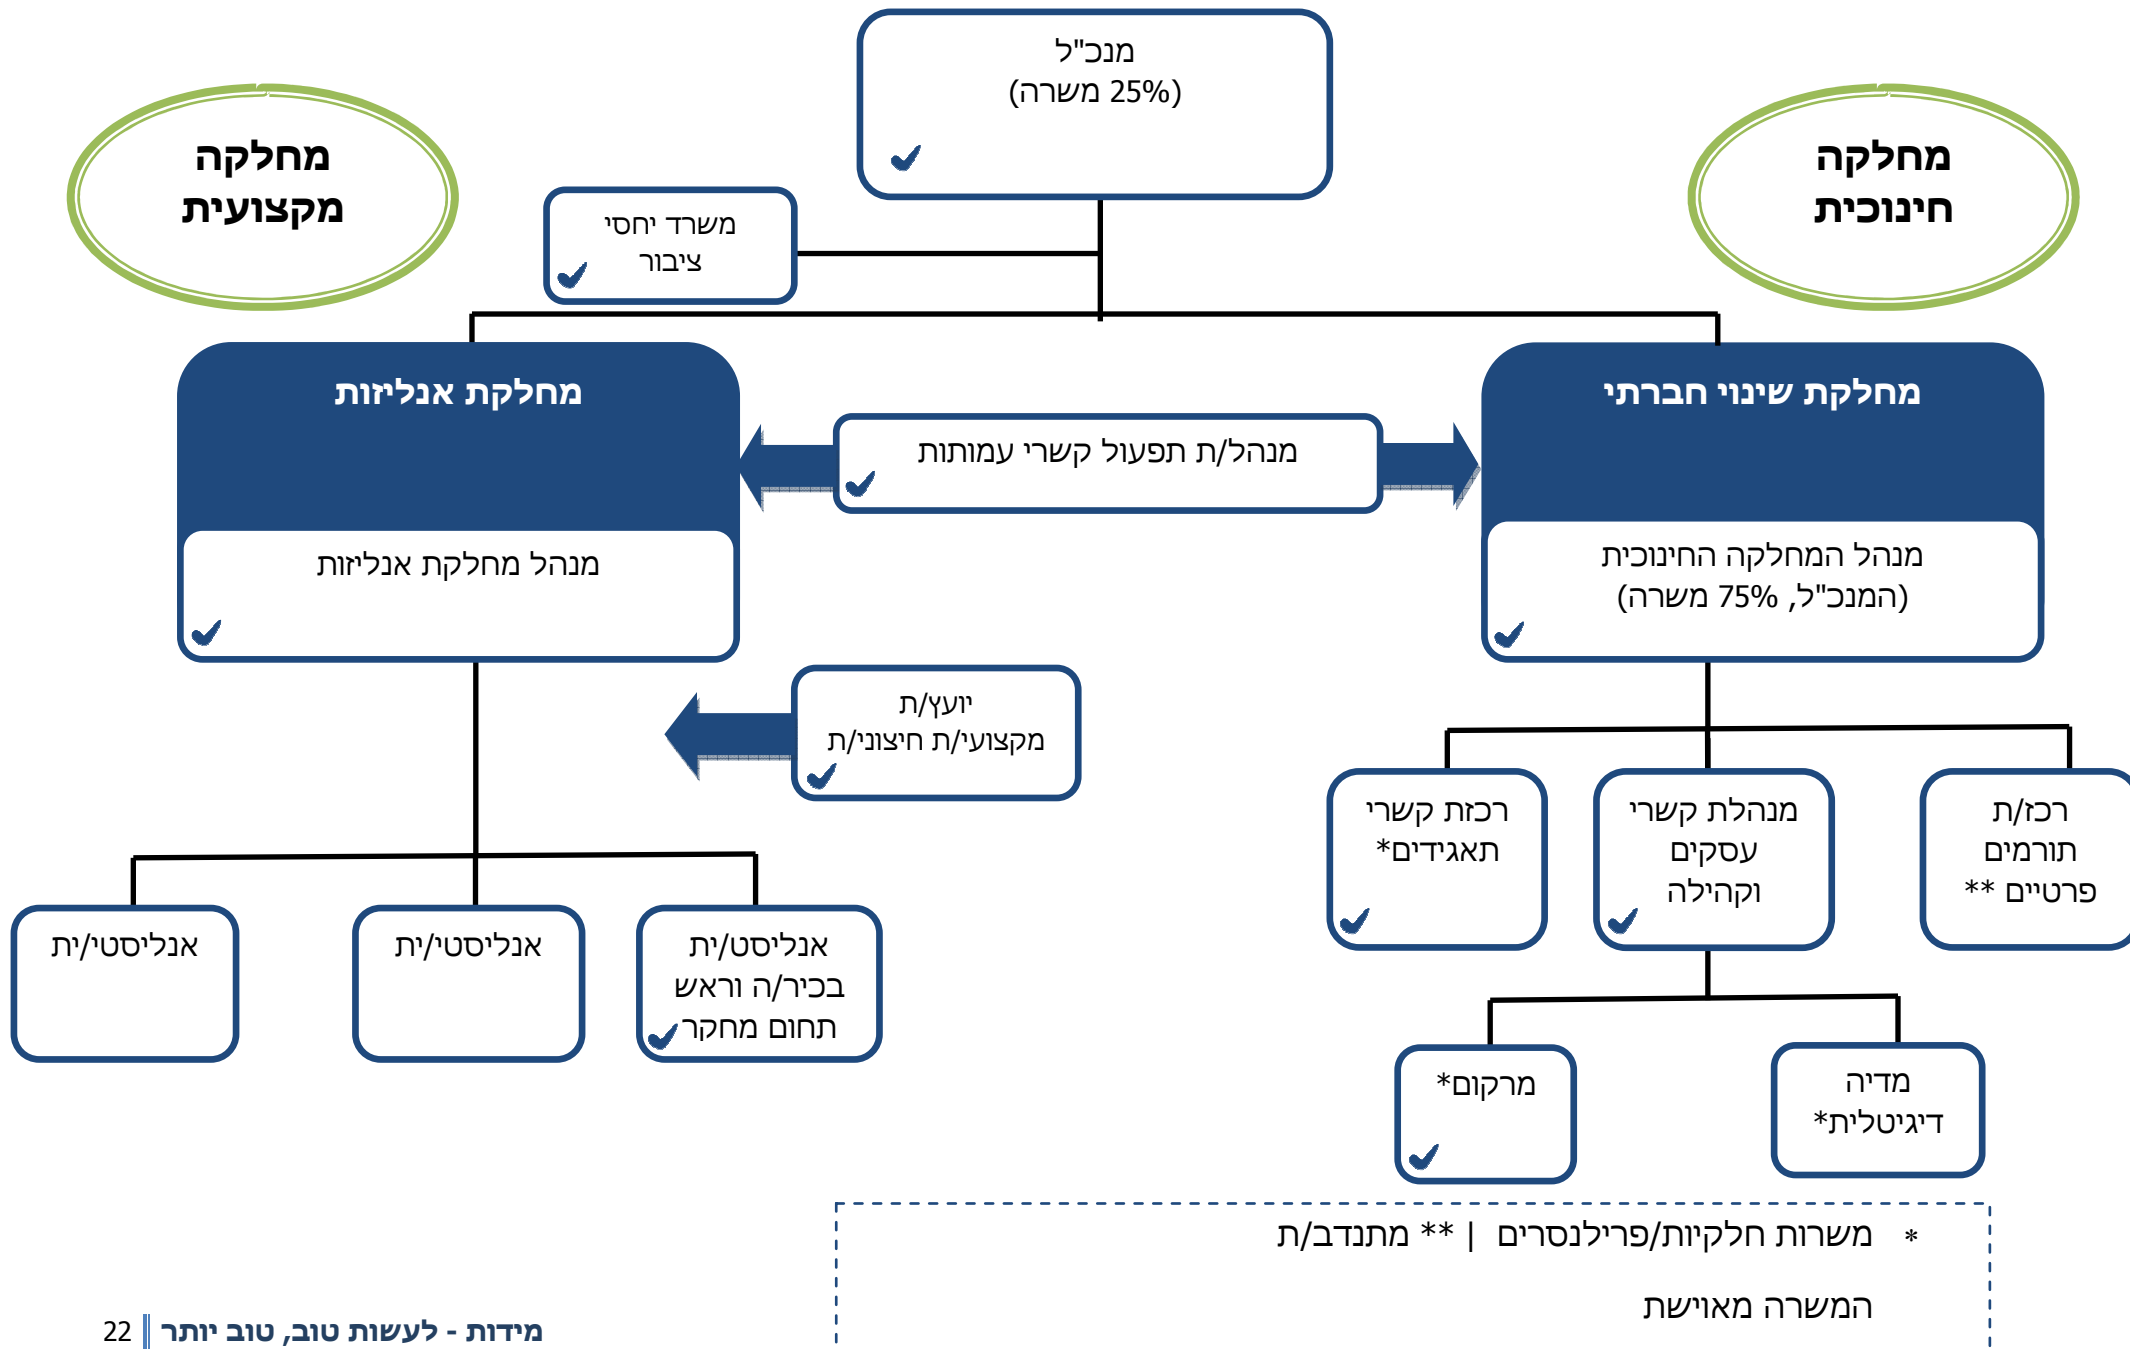 מנכ"ל
(25% משרה)
מחלקה
חינוכית
מחלקה
מקצועית
משרד יחסי
ציבור
מחלקת שינוי חברתי
מחלקת אנליזות
מנהל/ת תפעול קשרי עמותות
מנהל המחלקה החינוכית
(המנכ"ל, 75% משרה)
מנהל מחלקת אנליזות
יועץ/ת
מקצועי/ת חיצוני/ת
רכז/ת
תורמים
פרטיים **
מנהלת קשרי
עסקים
וקהילה
רכזת קשרי
תאגידים*
אנליסט/ית
בכיר/ה וראש
תחום מחקר
אנליסטי/ית
אנליסטי/ית
מדיה
דיגיטלית*
מרקום*
* משרות חלקיות/פרילנסרים | ** מתנדב/ת
המשרה מאוישת
מידות - לעשות טוב, טוב יותר 22